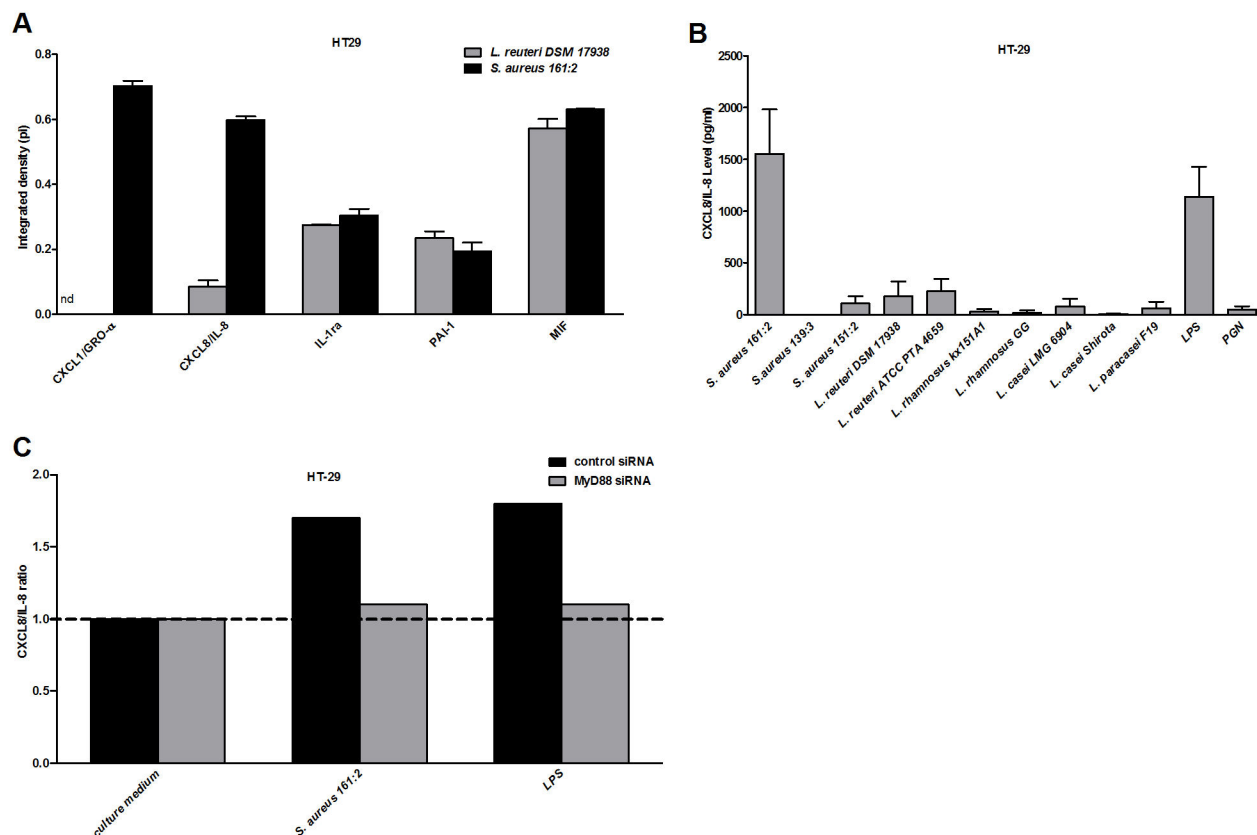 A
HT29
L. reuteri DSM 17938
S. aureus 161:2
Integrated density (pI)
0.8
0.6
0.4
0.2
0.0
nd
CXCL1/GRO-α
CXCL8/IL-8
IL-1ra
PAI-1
MIF
B
HT-29
CXCL8/IL-8 Level (pg/ml)
2500
2000
1500
1000
500
0
S. aureus 161:2
S.aureus 139:3
S. aureus 151:2
L. reuteri DSM 17938
L. reuteri ATCC PTA 4659
L. rhamnosus kx151A1
L. rhamnosus GG
L. casei LMG 6904
L. casei Shirota
L. paracasei F19
LPS
PGN
C
HT-29
control siRNA
MyD88 siRNA
CXCL8/IL-8 ratio
2.0
1.5
1.0
0.5
0.0
culture medium
S. aureus 161:2
LPS